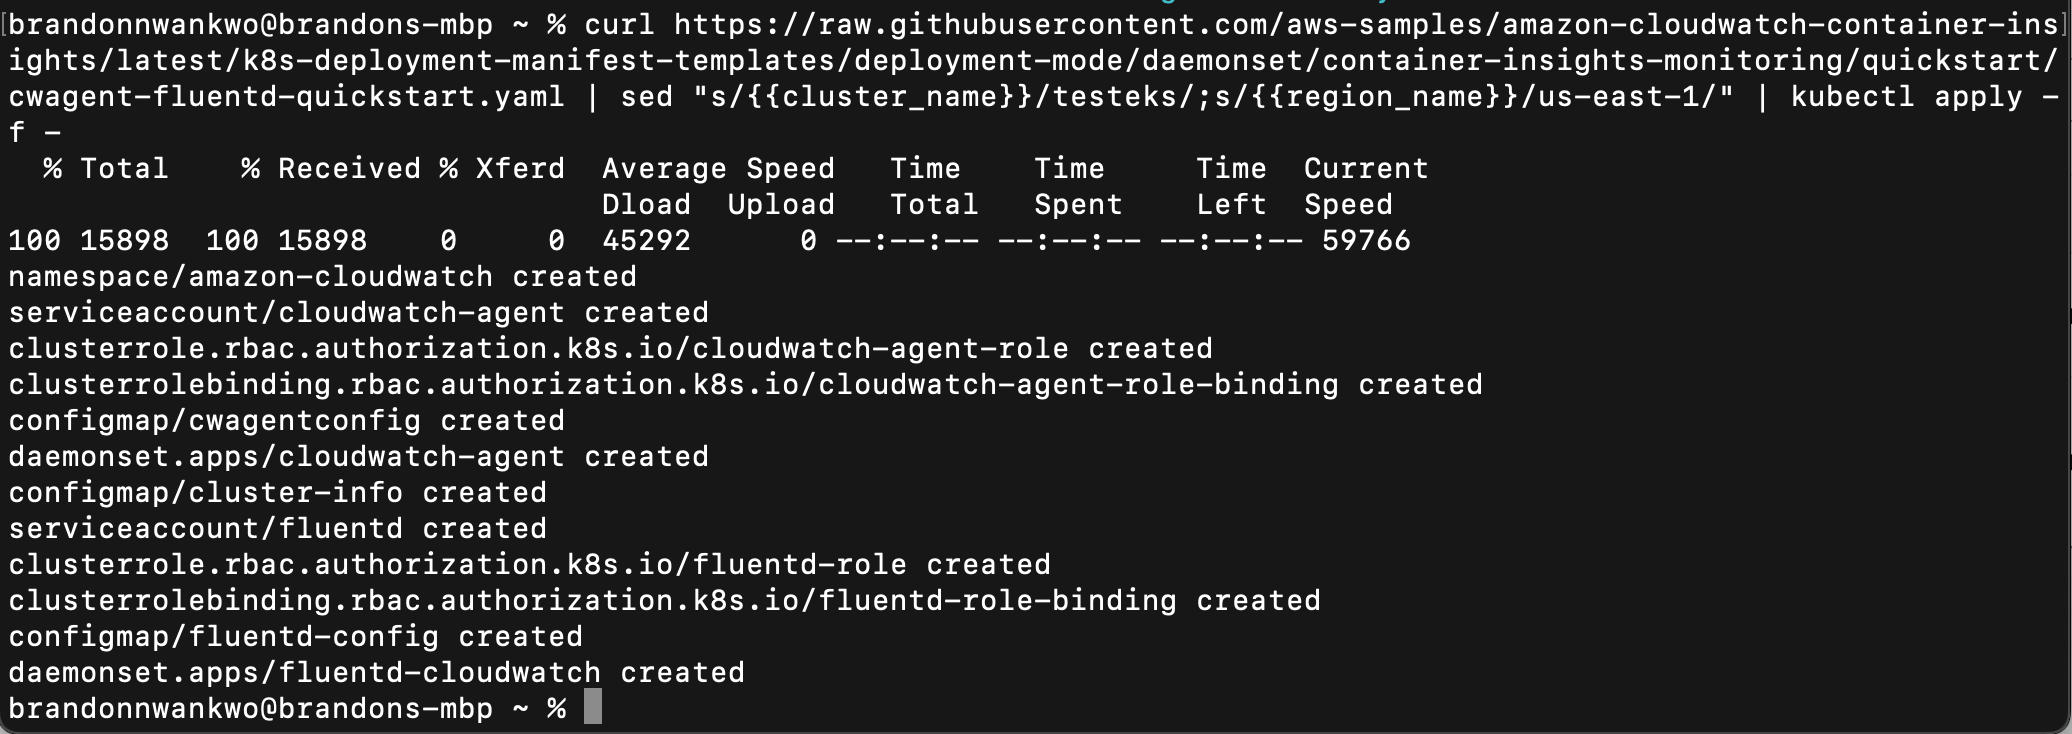 brandonnwankwo@brandons-mbp ~ % curl https://raw.githubusercontent.com/aws-samples/amazon-cloudwatch-container-ins
ights/latest/k8s-deployment-manifest-templates/deployment-mode/daemonset/container-insights-monitoring/quickstart/
cwagent-fluentd-quickstart.yaml | sed "s/{{cluster_name}}/testeks/;s/{{region_name}}/us-east-1/" | kubectl apply -
f -
  % Total    % Received % Xferd  Average Speed   Time    Time     Time  Current
                                 Dload  Upload   Total   Spent    Left  Speed
100 15898  100 15898    0     0  45292      0 --:--:-- --:--:-- --:--:-- 59766
namespace/amazon-cloudwatch created
serviceaccount/cloudwatch-agent created
clusterrole.rbac.authorization.k8s.io/cloudwatch-agent-role created
clusterrolebinding.rbac.authorization.k8s.io/cloudwatch-agent-role-binding created
configmap/cwagentconfig created
daemonset.apps/cloudwatch-agent created
configmap/cluster-info created
serviceaccount/fluentd created
clusterrole.rbac.authorization.k8s.io/fluentd-role created
clusterrolebinding.rbac.authorization.k8s.io/fluentd-role-binding created
configmap/fluentd-config created
daemonset.apps/fluentd-cloudwatch created
brandonnwankwo@brandons-mbp ~ %